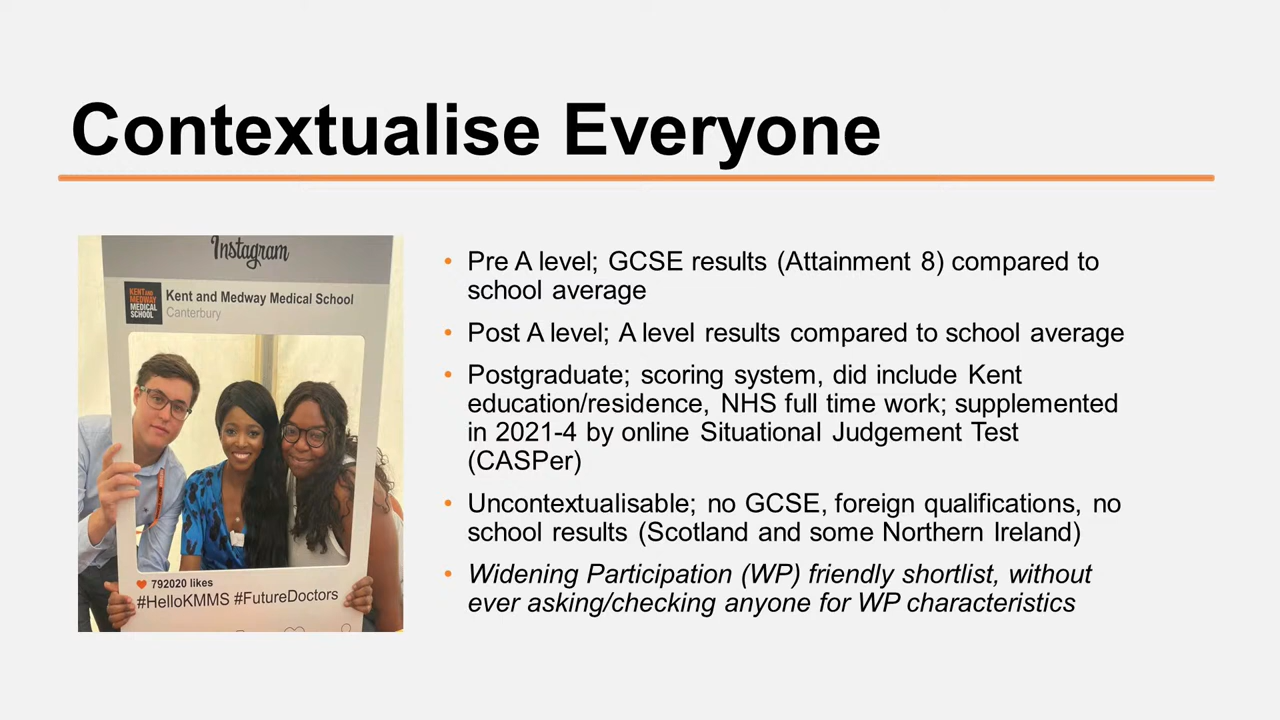 Contextualise Everyone
Instagram
KENT AND
MEDWAY
MEDICAL
SCHOOL
Kent and Medway Medical School
Canterbury
792020 likes
#HelloKMMS #FutureDoctors
• Pre A level; GCSE results (Attainment 8) compared to
school average
• Post A level; A level results compared to school average
• Postgraduate; scoring system, did include Kent
education/residence, NHS full time work; supplemented
in 2021-4 by online Situational Judgement Test
(CASPer)
• Uncontextualisable; no GCSE, foreign qualifications, no
school results (Scotland and some Northern Ireland)
• Widening Participation (WP) friendly shortlist, without
ever asking/checking anyone for WP characteristics